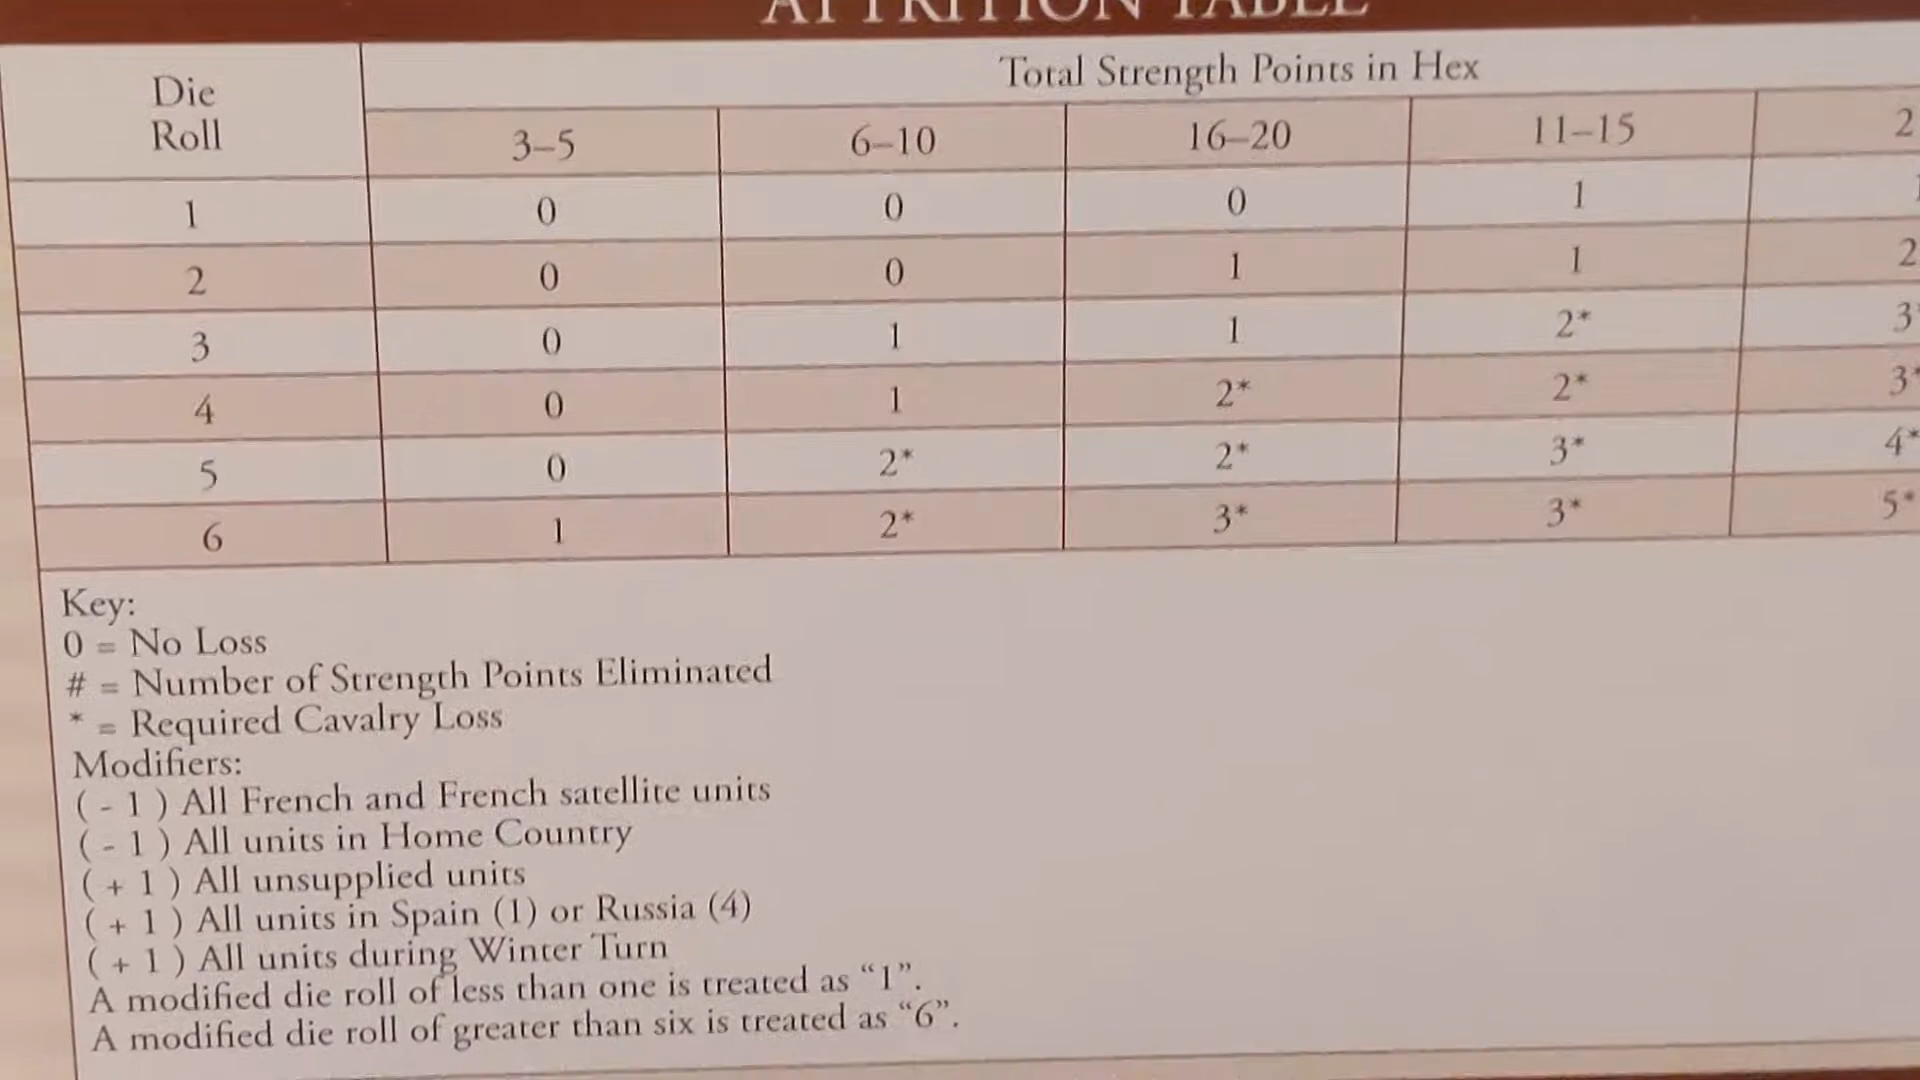 ATTRITION TABLE
Die Roll
Total Strength Points in Hex
3–5 6–10 16–20 11–15 2
1 0 0 0 1
2 0 0 1 1 2
3 0 1 1 2* 3*
4 0 1 2* 2* 3*
5 0 2* 2* 3* 4*
6 1 2* 3* 3* 5*
Key:
0 = No Loss
# = Number of Strength Points Eliminated
* = Required Cavalry Loss
Modifiers:
( - 1 ) All French and French satellite units
( - 1 ) All units in Home Country
( + 1 ) All unsupplied units
( + 1 ) All units in Spain (1) or Russia (4)
( + 1 ) All units during Winter Turn
A modified die roll of less than one is treated as “1”.
A modified die roll of greater than six is treated as “6”.